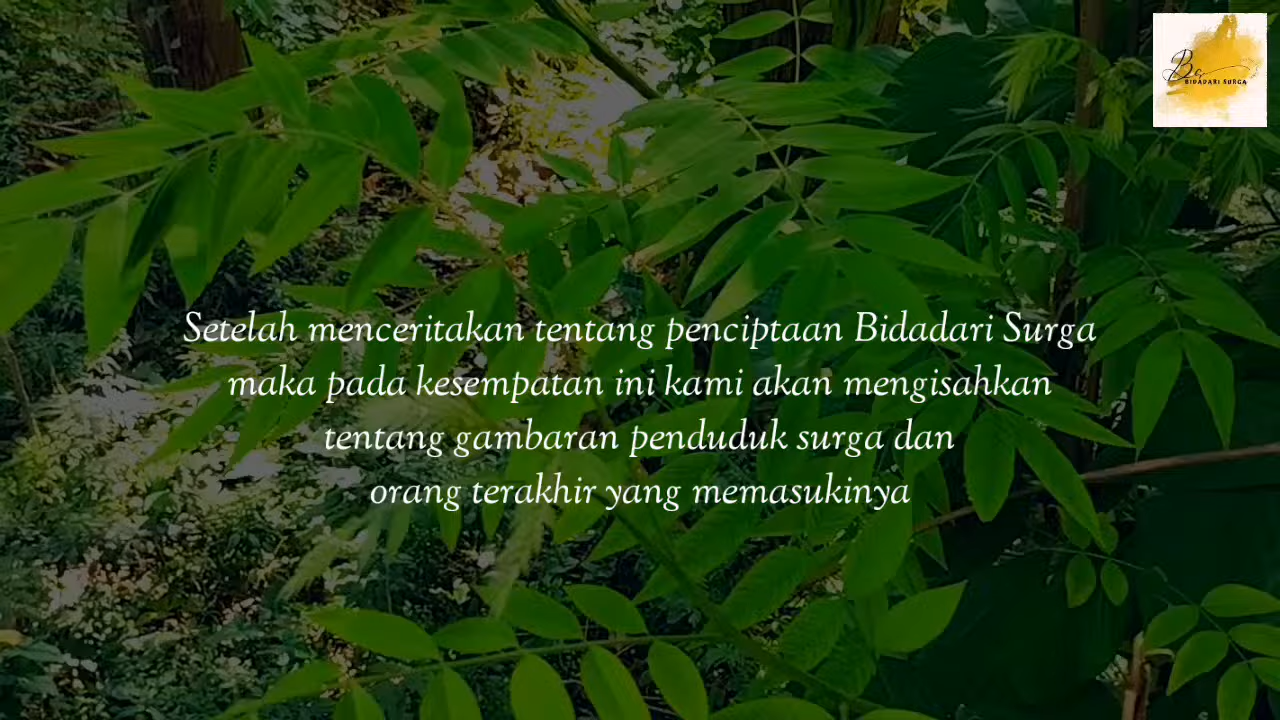 Bs
BIDADARI SURGA
Setelah menceritakan tentang penciptaan Bidadari Surga
maka pada kesempatan ini kami akan mengisahkan
tentang gambaran penduduk surga dan
orang terakhir yang memasukinya